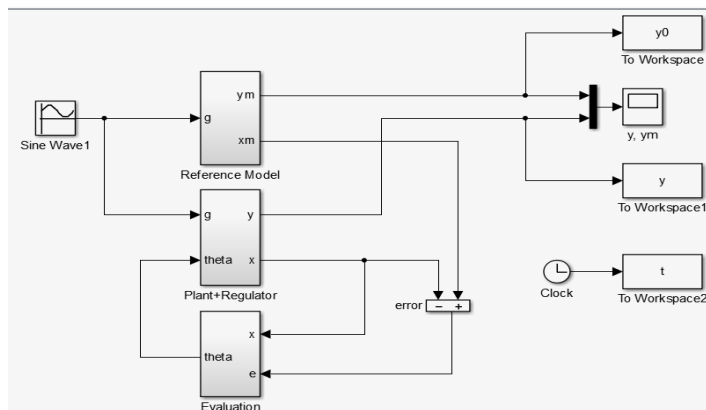 y0
To Workspace
ym
g
xm
Reference Model
Sine Wave1
y, ym
g
y
theta
x
Plant+Regulator
y
To Workspace1
t
Clock
To Workspace2
error
− +
x
theta
e
Evaluation